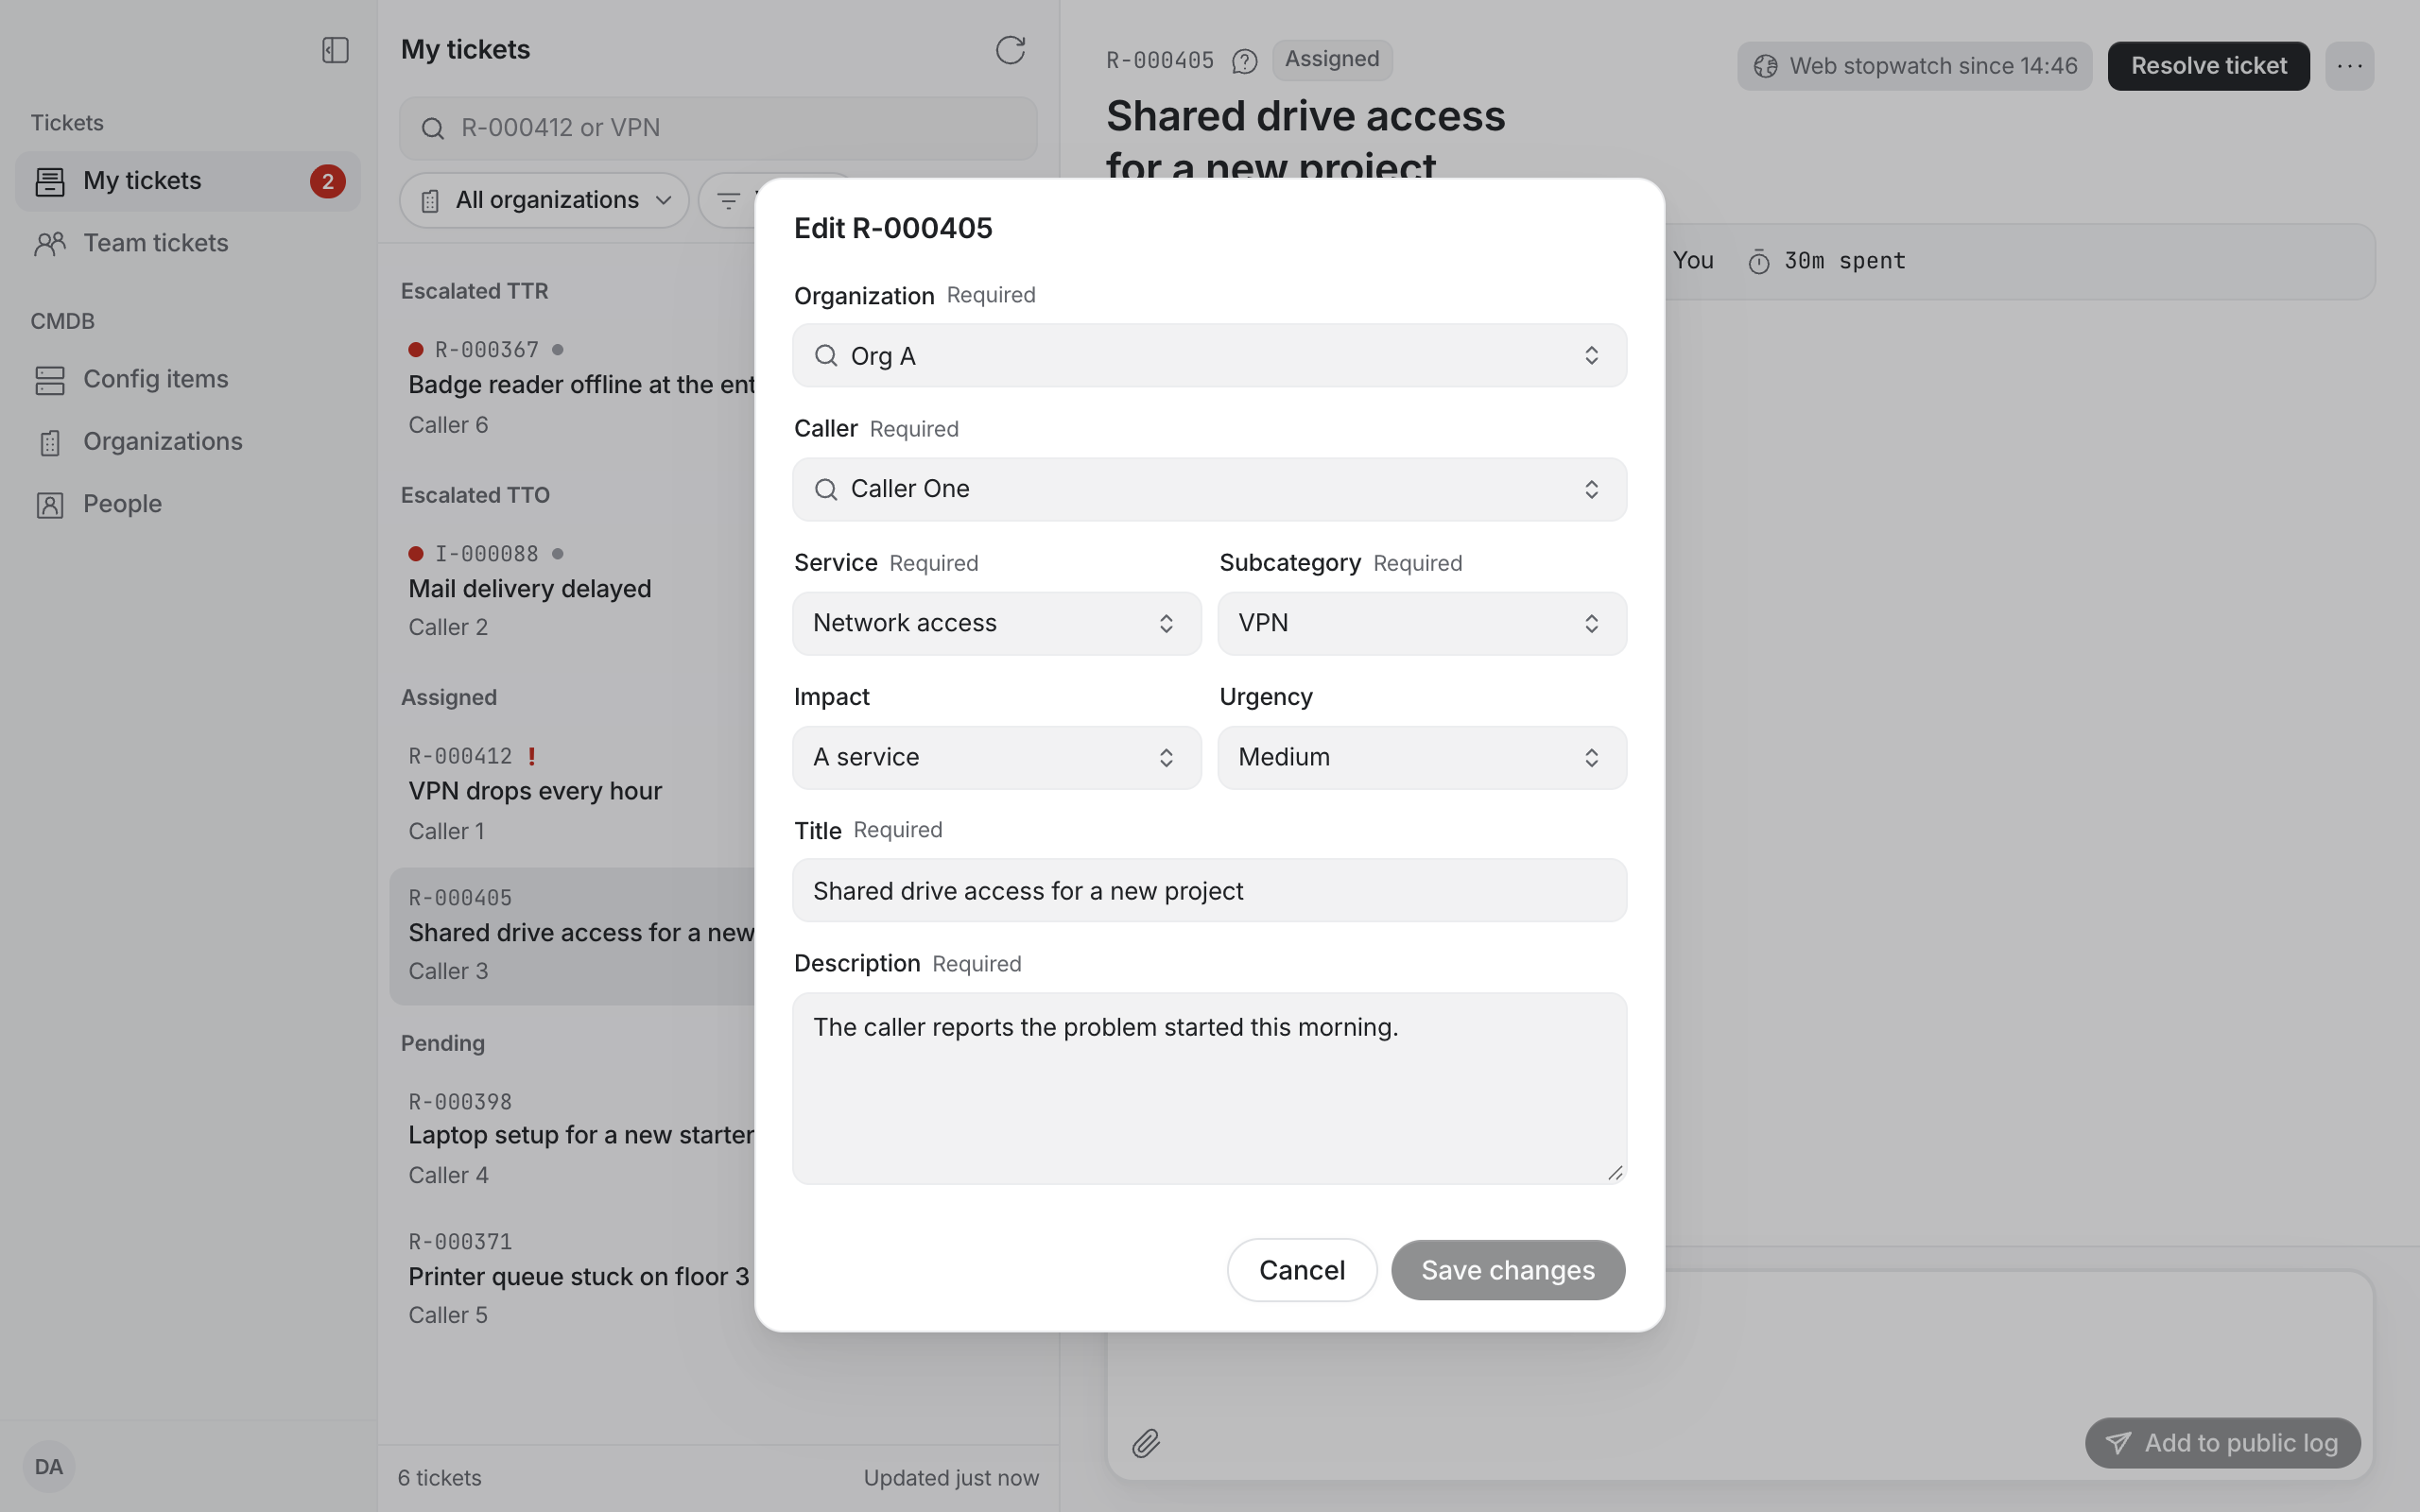 Tickets
My tickets 2
Team tickets
CMDB
Config items
Organizations
People
DA
My tickets
R-000412 or VPN
All organizations
Escalated TTR
R-000367
Badge reader offline at the ent
Caller 6
Escalated TTO
I-000088
Mail delivery delayed
Caller 2
Assigned
R-000412 !
VPN drops every hour
Caller 1
R-000405
Shared drive access for a new
Caller 3
Pending
R-000398
Laptop setup for a new starter
Caller 4
R-000371
Printer queue stuck on floor 3
Caller 5
6 tickets Updated just now
R-000405 Assigned
Web stopwatch since 14:46
Resolve ticket
Shared drive access
for a new project
You 30m spent
Add to public log
Edit R-000405
Organization Required
Org A
Caller Required
Caller One
Service Required Subcategory Required
Network access VPN
Impact Urgency
A service Medium
Title Required
Shared drive access for a new project
Description Required
The caller reports the problem started this morning.
Cancel Save changes